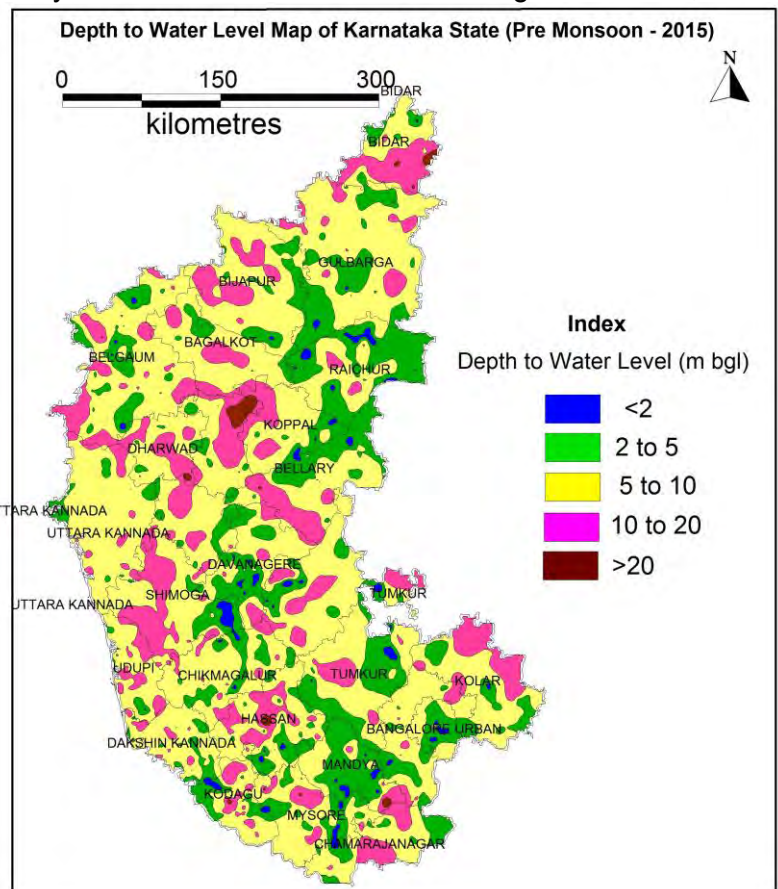 Depth to Water Level Map of Karnataka State (Pre Monsoon - 2015)
0 150 300
kilometres
N
BIDAR
BIDAR
GULBARGA
BIJAPUR
BAGALKOT
BELGAUM
RAICHUR
KOPPAL
DHARWAD
BELLARY
UTTARA KANNADA
UTTARA KANNADA
DAVANAGERE
SHIMOGA
UTTARA KANNADA
TUMKUR
UDUPI
CHIKMAGALUR
TUMKUR
KOLAR
HASSAN
BANGALORE URBAN
DAKSHIN KANNADA
MANDYA
KODAGU
MYSORE
CHAMARAJANAGAR
Index
Depth to Water Level (m bgl)
<2
2 to 5
5 to 10
10 to 20
>20